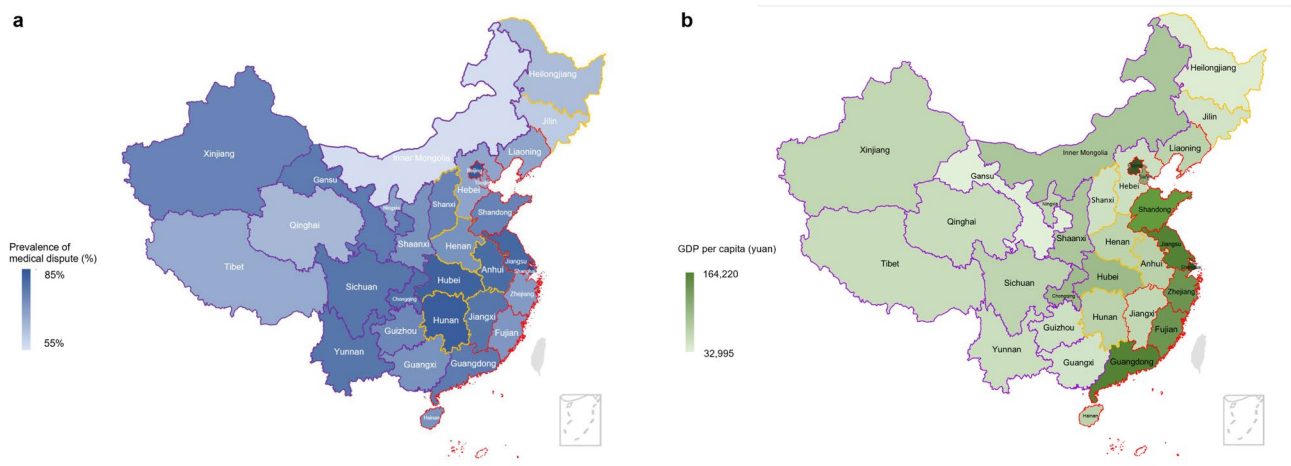 a
Heilongjiang
Jilin
Liaoning
Inner Mongolia
Xinjiang
Gansu
Hebei
Shanxi
Shandong
Ningxia
Qinghai
Shaanxi
Henan
Tibet
Jiangsu
Anhui
Shanghai
Sichuan
Hubei
Chongqing
Zhejiang
Hunan
Jiangxi
Guizhou
Fujian
Yunnan
Guangxi
Guangdong
Hainan
Prevalence of
medical dispute (%)
85%
55%
b
Heilongjiang
Jilin
Liaoning
Inner Mongolia
Xinjiang
Gansu
Hebei
Shanxi
Shandong
Ningxia
Qinghai
Shaanxi
Henan
Jiangsu
Tibet
Anhui
Sichuan
Hubei
Chongqing
Zhejiang
Hunan
Jiangxi
Guizhou
Fujian
Yunnan
Guangxi
Guangdong
Hainan
GDP per capita (yuan)
164,220
32,995